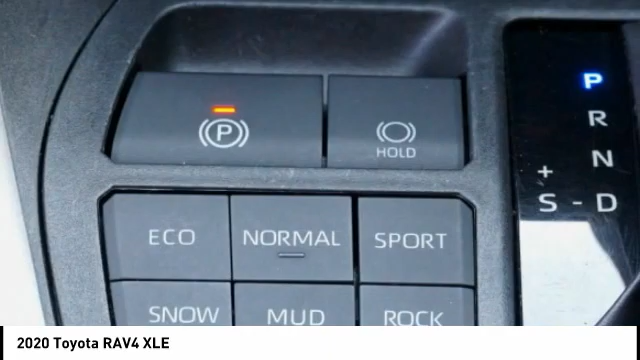 P
HOLD
P
R
N
+
S - D
ECO NORMAL SPORT
SNOW MUD ROCK
2020 Toyota RAV4 XLE